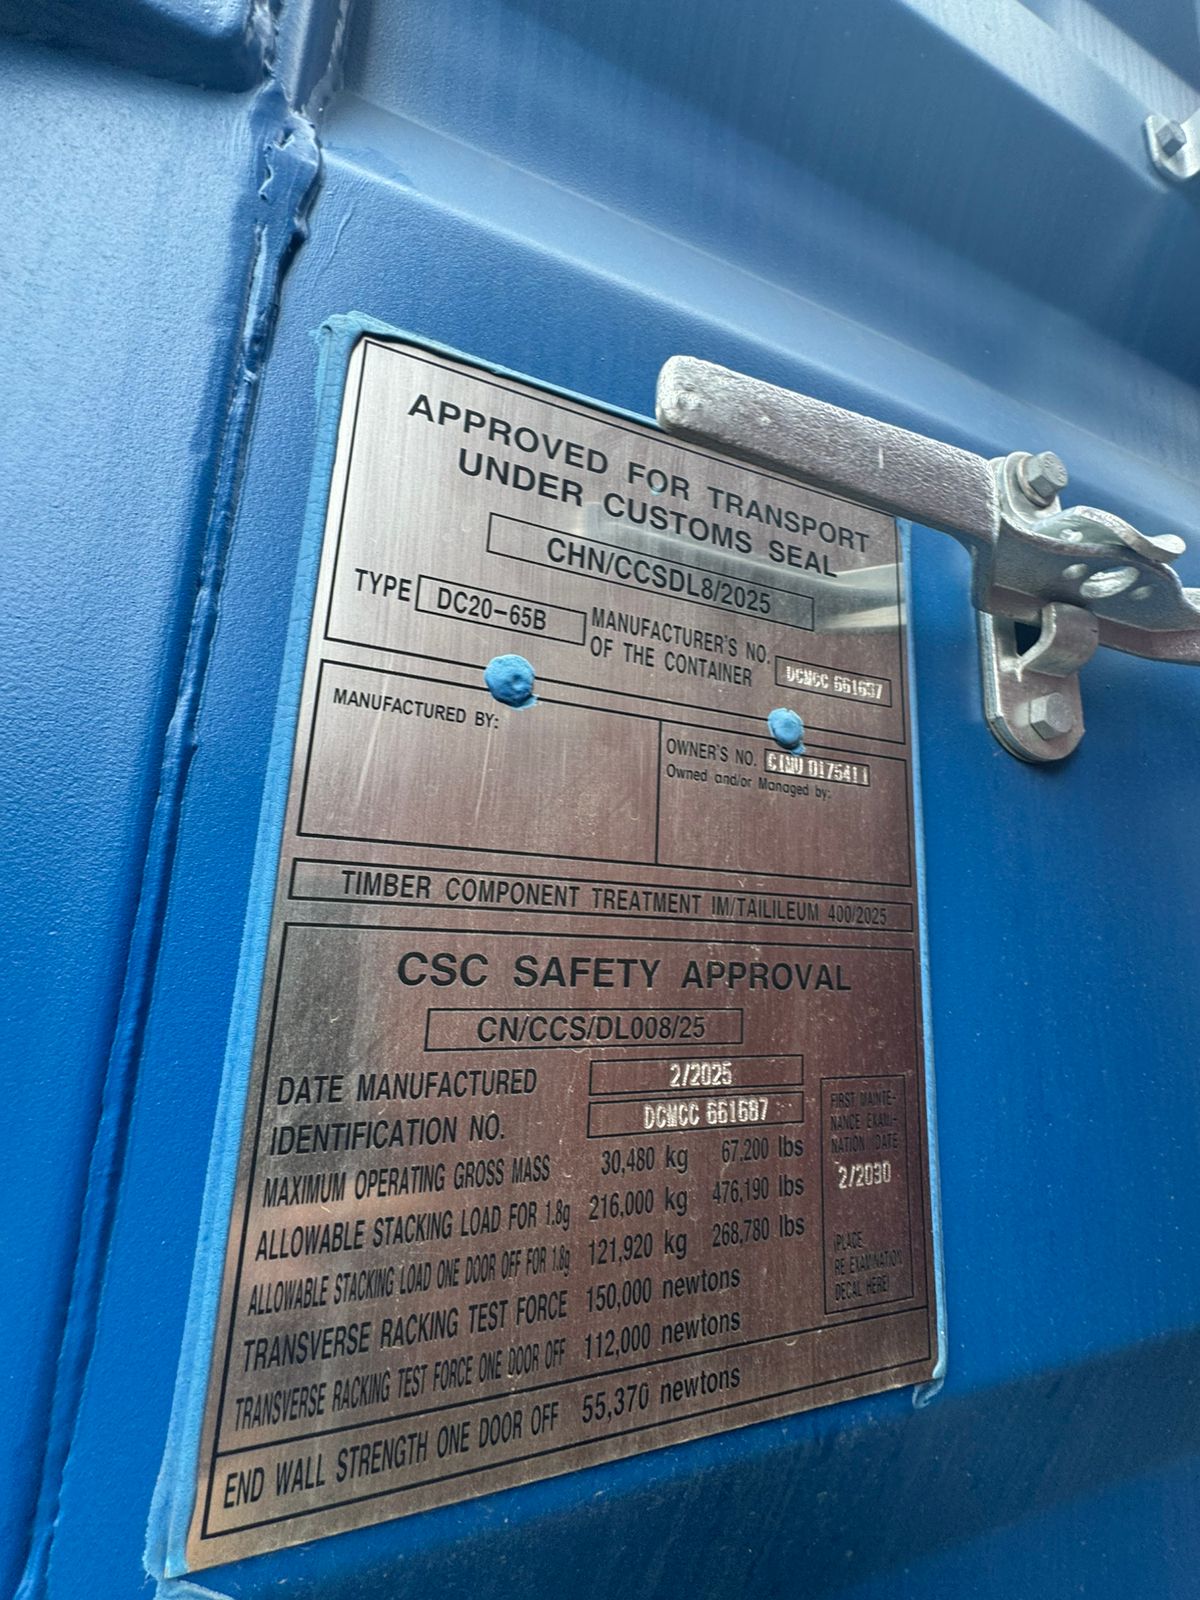 APPROVED FOR TRANSPORT
UNDER CUSTOMS SEAL
CHN/CCSDL8/2025
TYPE DC20-65B
MANUFACTURER'S NO.
OF THE CONTAINER
DCMCC 661687
MANUFACTURED BY:
OWNER'S NO.
Owned and/or Managed by:
TIMBER COMPONENT TREATMENT IM/TAILILEUM 400/2025
CSC SAFETY APPROVAL
CN/CCS/DL008/25
DATE MANUFACTURED 2/2025
IDENTIFICATION NO. DCMCC 661687
MAXIMUM OPERATING GROSS MASS 30,480 kg 67,200 lbs
ALLOWABLE STACKING LOAD FOR 1.8g 216,000 kg 476,190 lbs
ALLOWABLE STACKING LOAD ONE DOOR OFF FOR 1.8g 121,920 kg 268,780 lbs
TRANSVERSE RACKING TEST FORCE 150,000 newtons
TRANSVERSE RACKING TEST FORCE ONE DOOR OFF 112,000 newtons
END WALL STRENGTH ONE DOOR OFF 55,370 newtons
FIRST MAINTE-
NANCE EXAMI-
NATION DATE
2/2030
(PLACE
RE EXAMINATION
DECAL HERE)